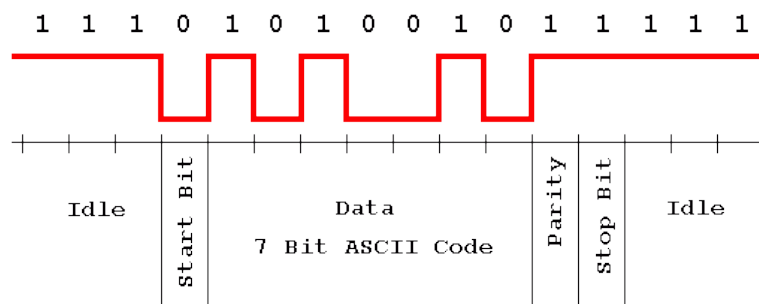 1 1 1 0 1 0 1 0 0 1 0 1 1 1 1 1
Idle
Start Bit
Data
7 Bit ASCII Code
Parity
Stop Bit
Idle